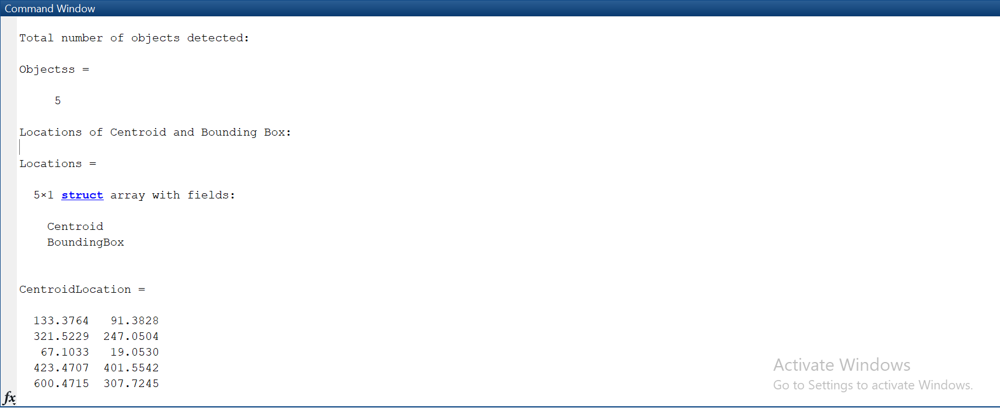 Command Window
Total number of objects detected:
Objectss =
5
Locations of Centroid and Bounding Box:
Locations =
5×1 struct array with fields:
Centroid
BoundingBox
CentroidLocation =
133.3764 91.3828
321.5229 247.0504
67.1033 19.0530
423.4707 401.5542
600.4715 307.7245
Activate Windows
Go to Settings to activate Windows.
fx